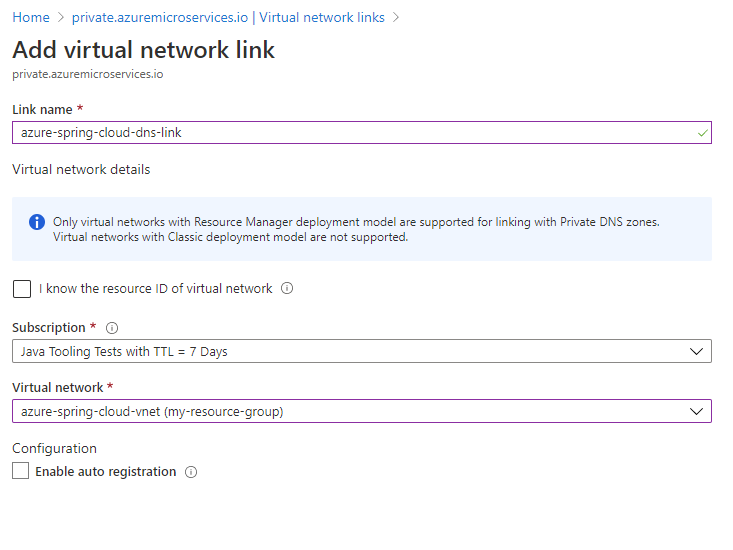 Home > private.azuremicroservices.io | Virtual network links >
Add virtual network link
private.azuremicroservices.io
Link name *
azure-spring-cloud-dns-link
Virtual network details
Only virtual networks with Resource Manager deployment model are supported for linking with Private DNS zones.
Virtual networks with Classic deployment model are not supported.
I know the resource ID of virtual network
Subscription *
Java Tooling Tests with TTL = 7 Days
Virtual network *
azure-spring-cloud-vnet (my-resource-group)
Configuration
Enable auto registration